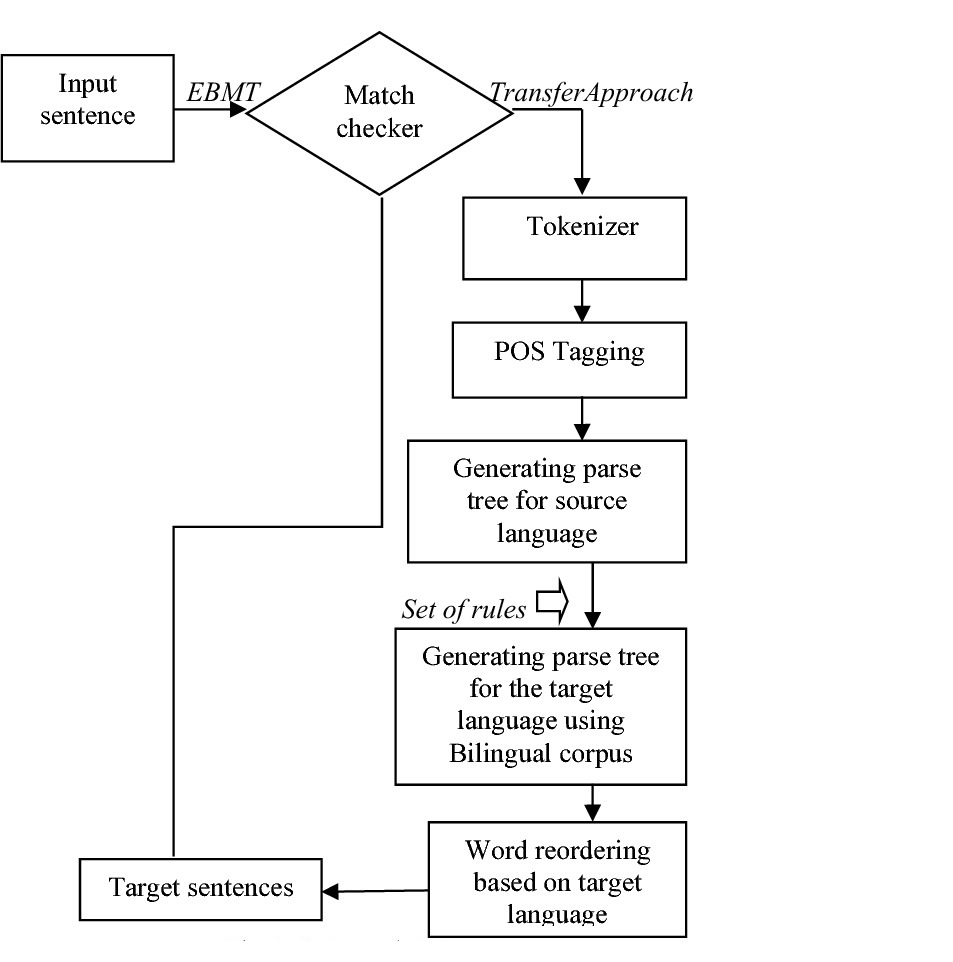 Input
sentence
EBMT
Match
checker
TransferApproach
Tokenizer
POS Tagging
Generating parse
tree for source
language
Set of rules
Generating parse tree
for the target
language using
Bilingual corpus
Word reordering
based on target
language
Target sentences